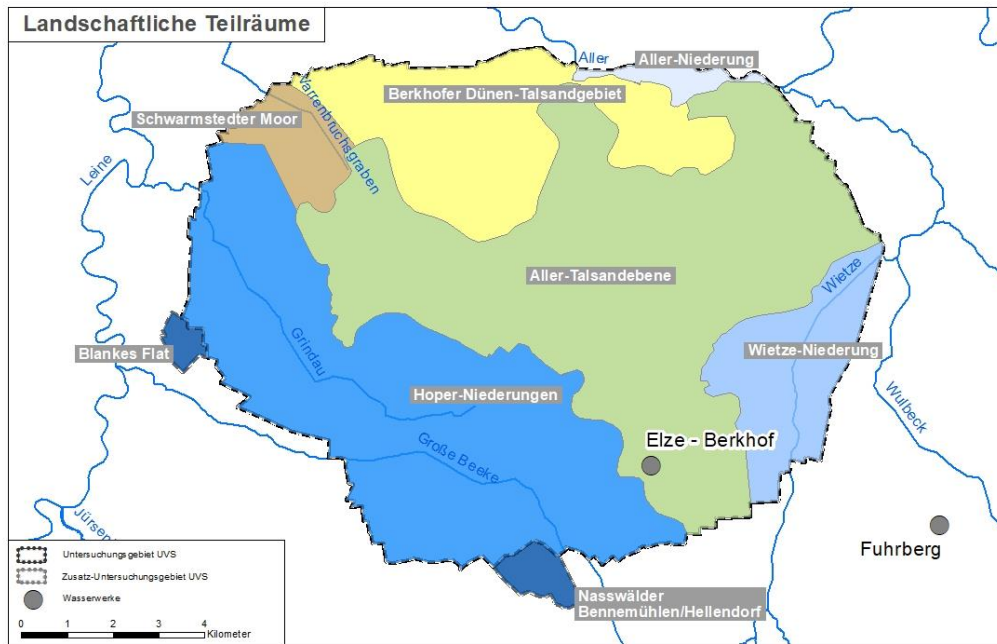 Landschaftliche Teilräume
Aller
Aller-Niederung
Berkhofer Dünen-Talsandgebiet
Schwarmstedter Moor
Varrenbruchsgraben
Leine
Aller-Talsandebene
Wietze
Blankes Flat
Grindau
Wietze-Niederung
Hoper-Niederungen
Wulbeck
Elze - Berkhof
Große Beeke
Jürsen
Fuhrberg
Untersuchungsgebiet UVS
Zusatz-Untersuchungsgebiet UVS
Wasserwerke
0 1 2 3 4
Kilometer
Nasswälder
Bennemühlen/Hellendorf